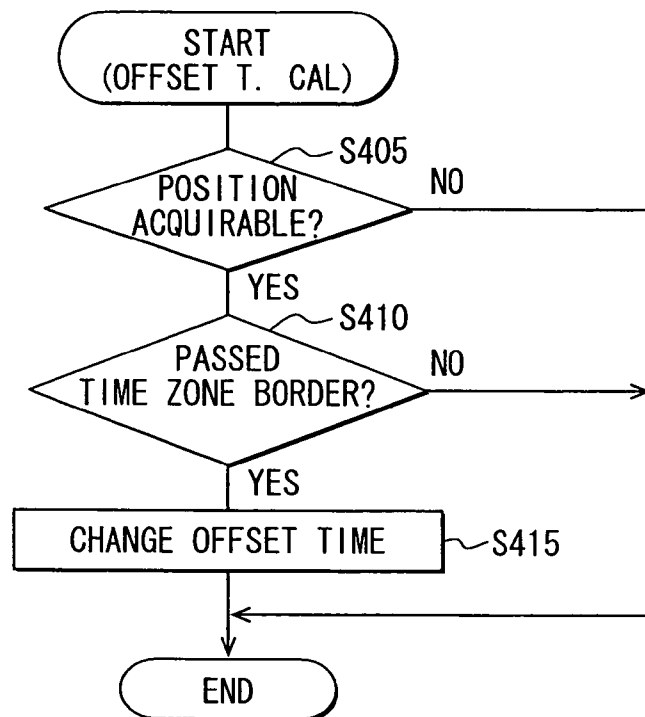 START
(OFFSET T. CAL)
S405
POSITION
ACQUIRABLE?
NO
YES
S410
PASSED
TIME ZONE BORDER?
NO
YES
CHANGE OFFSET TIME
S415
END